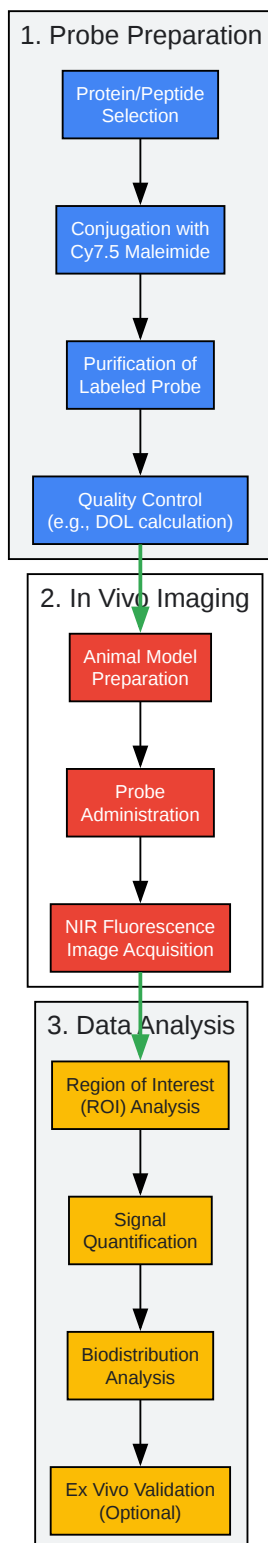 1. Probe Preparation
Protein/Peptide
Selection
Conjugation with
Cy7.5 Maleimide
Purification of
Labeled Probe
Quality Control
(e.g., DOL calculation)
2. In Vivo Imaging
Animal Model
Preparation
Probe
Administration
NIR Fluorescence
Image Acquisition
3. Data Analysis
Region of Interest
(ROI) Analysis
Signal
Quantification
Biodistribution
Analysis
Ex Vivo Validation
(Optional)